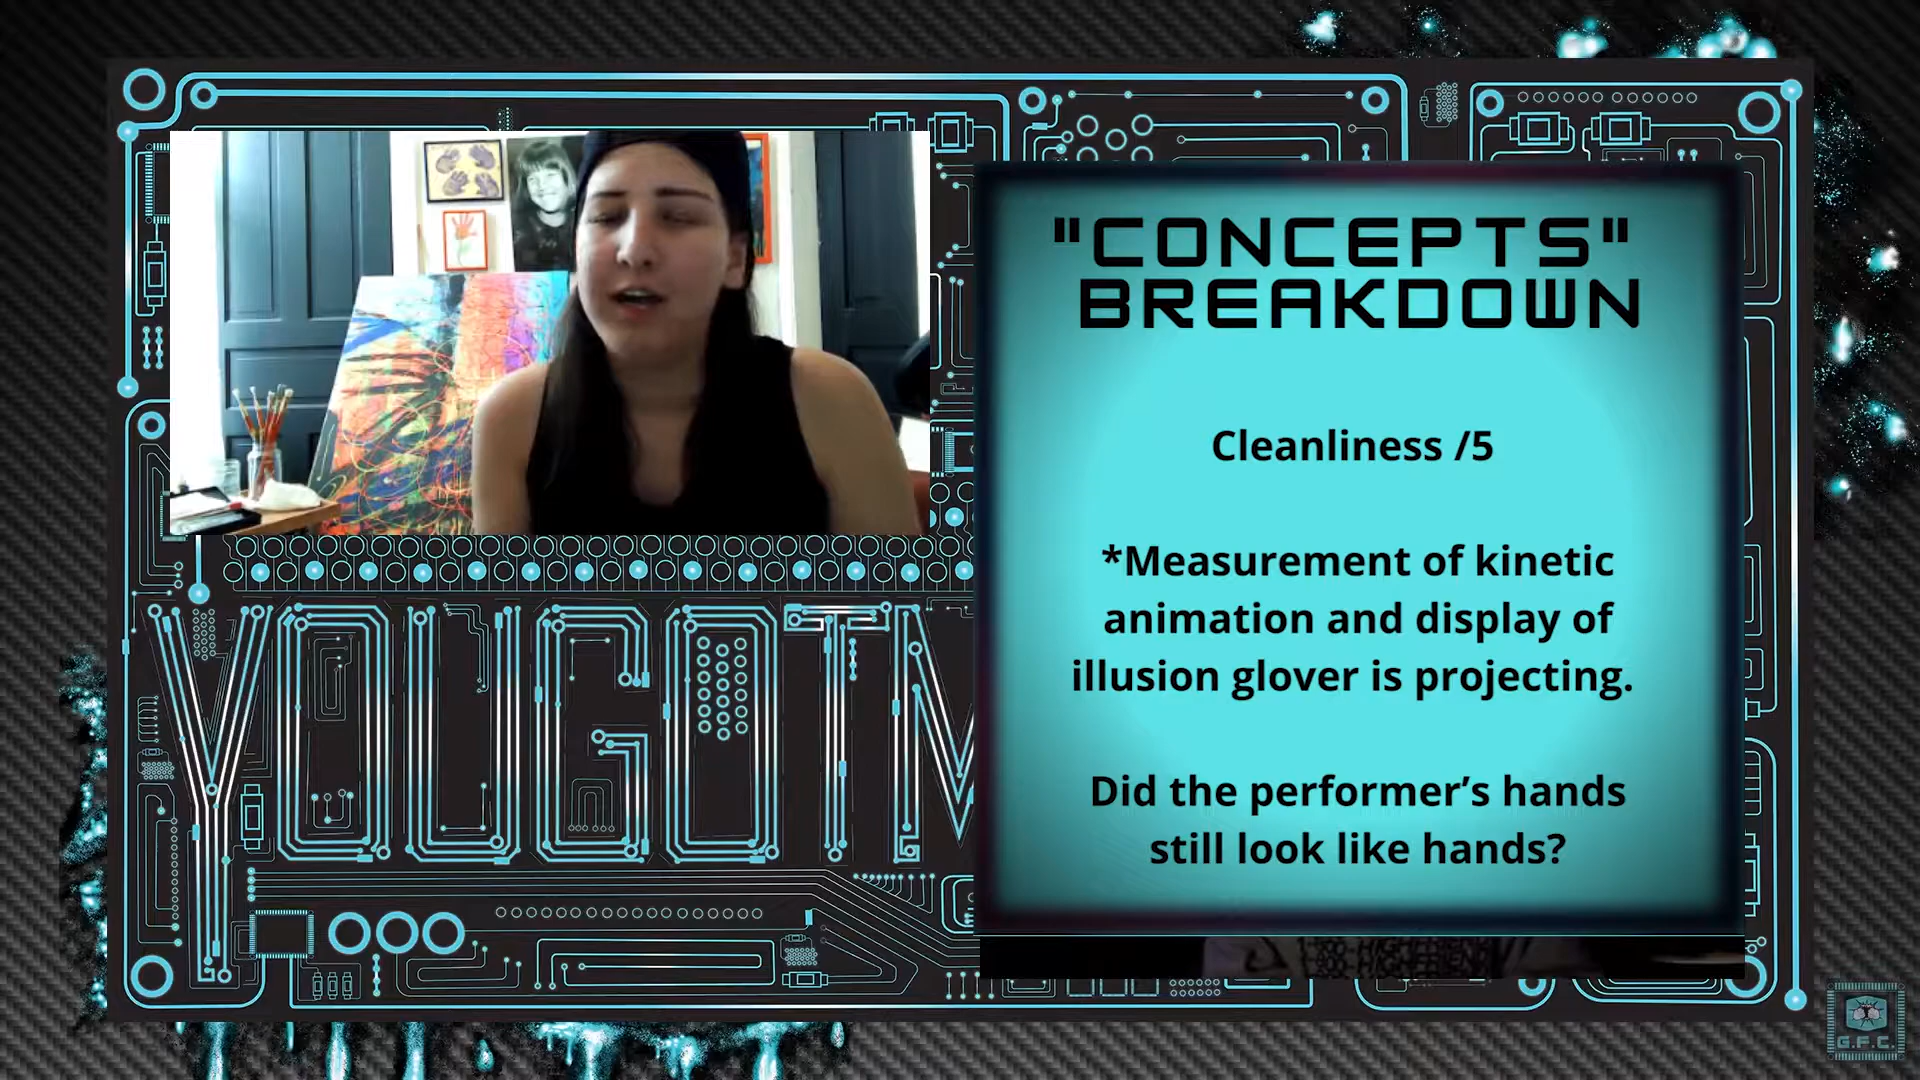 "CONCEPTS"
BREAKDOWN
Cleanliness /5
*Measurement of kinetic
animation and display of
illusion glover is projecting.
Did the performer’s hands
still look like hands?
YOUGOT
G.F.C.